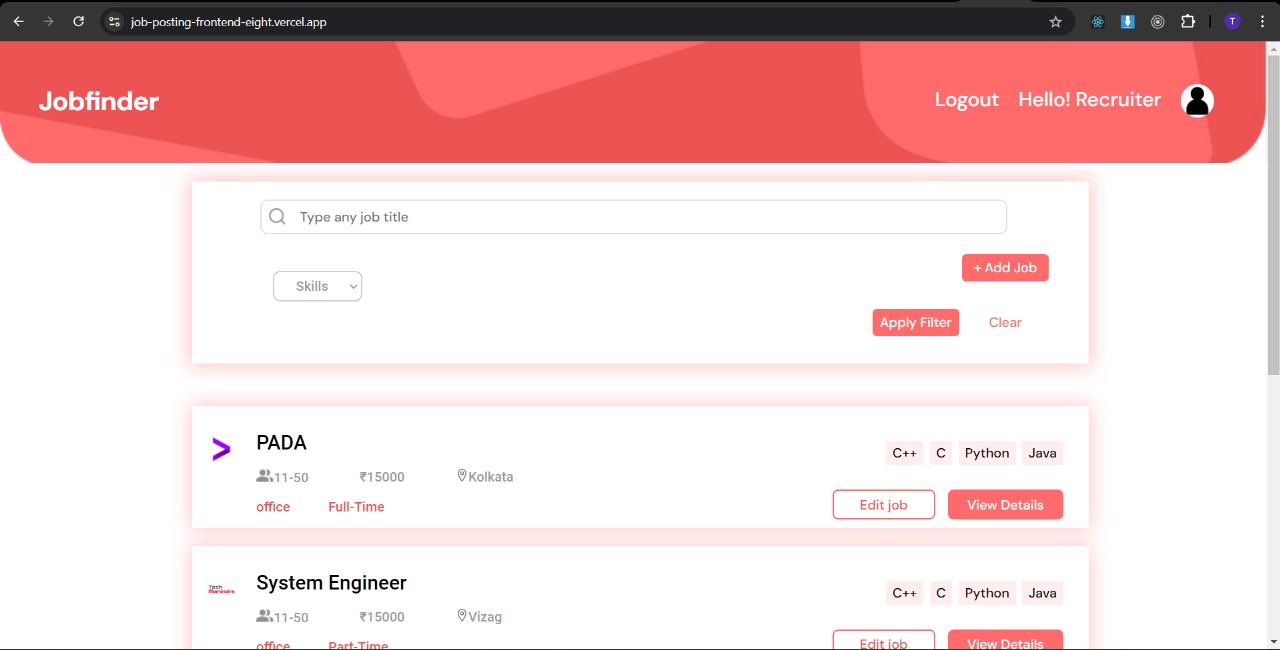 job-posting-frontend-eight.vercel.app
T
Jobfinder
Logout Hello! Recruiter
Type any job title
+ Add Job
Skills
Apply Filter Clear
PADA
C++ C Python Java
11-50 ₹15000 Kolkata
office Full-Time
Edit job View Details
Tech Mahindra
System Engineer
C++ C Python Java
11-50 ₹15000 Vizag
office Part-Time
Edit job View Details